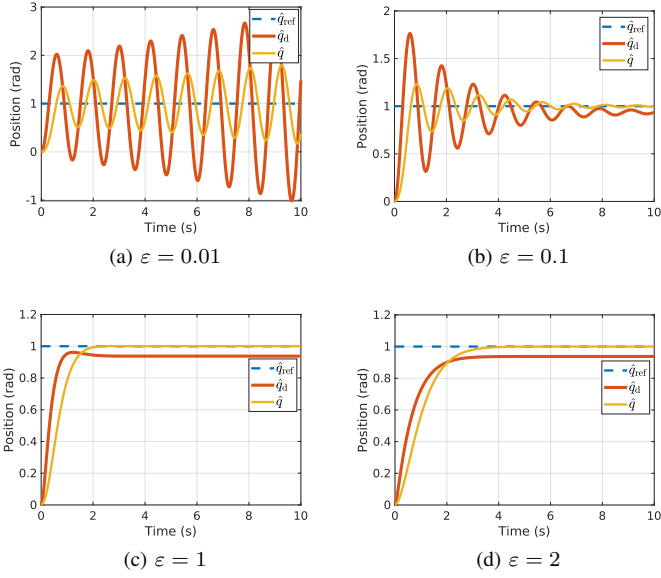 3
2
1
0
-1
Position (rad)
0 2 4 6 8 10
Time (s)
q̂ref
q̂d
q̂
(a) ε = 0.01
2
1.5
1
0.5
0
Position (rad)
0 2 4 6 8 10
Time (s)
q̂ref
q̂d
q̂
(b) ε = 0.1
1.2
1
0.8
0.6
0.4
0.2
0
Position (rad)
0 2 4 6 8 10
Time (s)
q̂ref
q̂d
q̂
(c) ε = 1
1.2
1
0.8
0.6
0.4
0.2
0
Position (rad)
0 2 4 6 8 10
Time (s)
q̂ref
q̂d
q̂
(d) ε = 2